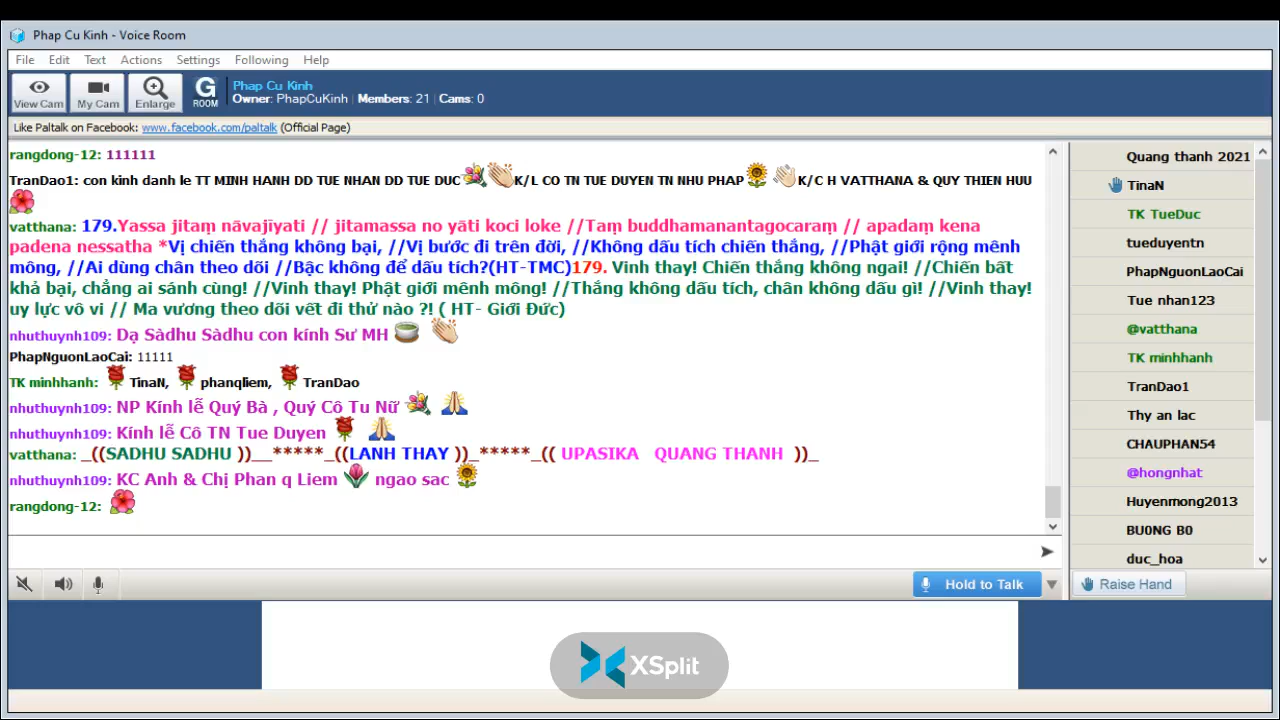 Phap Cu Kinh - Voice Room
File Edit Text Actions Settings Following Help
View Cam My Cam Enlarge G ROOM
Phap Cu Kinh
Owner: PhapCuKinh | Members: 21 | Cams: 0
Like Paltalk on Facebook: www.facebook.com/paltalk (Official Page)
rangdong-12: 111111
TranDao1: con kinh danh le TT MINH HANH DD TUE NHAN DD TUE DUC K/L CO TN TUE DUYEN TN NHU PHAP K/C H VATTHANA & QUY THIEN HUU
vatthana: 179.Yassa jitaṃ nāvajīyati // jitamassa no yāti koci loke //Taṃ buddhamanantagocaraṃ // apadaṃ kena
padena nessatha *Vị chiến thắng không bại, //Vị bước đi trên đời, //Không dấu tích chiến thắng, //Phật giới rộng mênh
mông, //Ai dùng chân theo dõi //Bậc không để dấu tích?(HT-TMC)179. Vinh thay! Chiến thắng không ngai! //Chiến bất
khả bại, chẳng ai sánh cùng! //Vinh thay! Phật giới mênh mông! //Thắng không dấu tích, chân không dấu gì! //Vinh thay!
uy lực vô vi // Ma vương theo dõi vết đi thử nào ?! ( HT- Giới Đức)
nhuthuynh109: Dạ Sàdhu Sàdhu con kính Sư MH
PhapNguonLaoCai: 11111
TK minhhanh: TinaN, phanqliem, TranDao
nhuthuynh109: NP Kính lễ Quý Bà , Quý Cô Tu Nữ
nhuthuynh109: Kính lễ Cô TN Tue Duyen
vatthana: _((SADHU SADHU ))__*****_((LANH THAY ))_*****_(( UPASIKA QUANG THANH ))_
nhuthuynh109: KC Anh & Chị Phan q Liem ngao sac
rangdong-12:
Quang thanh 2021
TinaN
TK TueDuc
tueduyentn
PhapNguonLaoCai
Tue nhan123
@vatthana
TK minhhanh
TranDao1
Thy an lac
CHAUPHAN54
@hongnhat
Huyenmong2013
BU0NG B0
duc_hoa
Hold to Talk
Raise Hand
XSplit